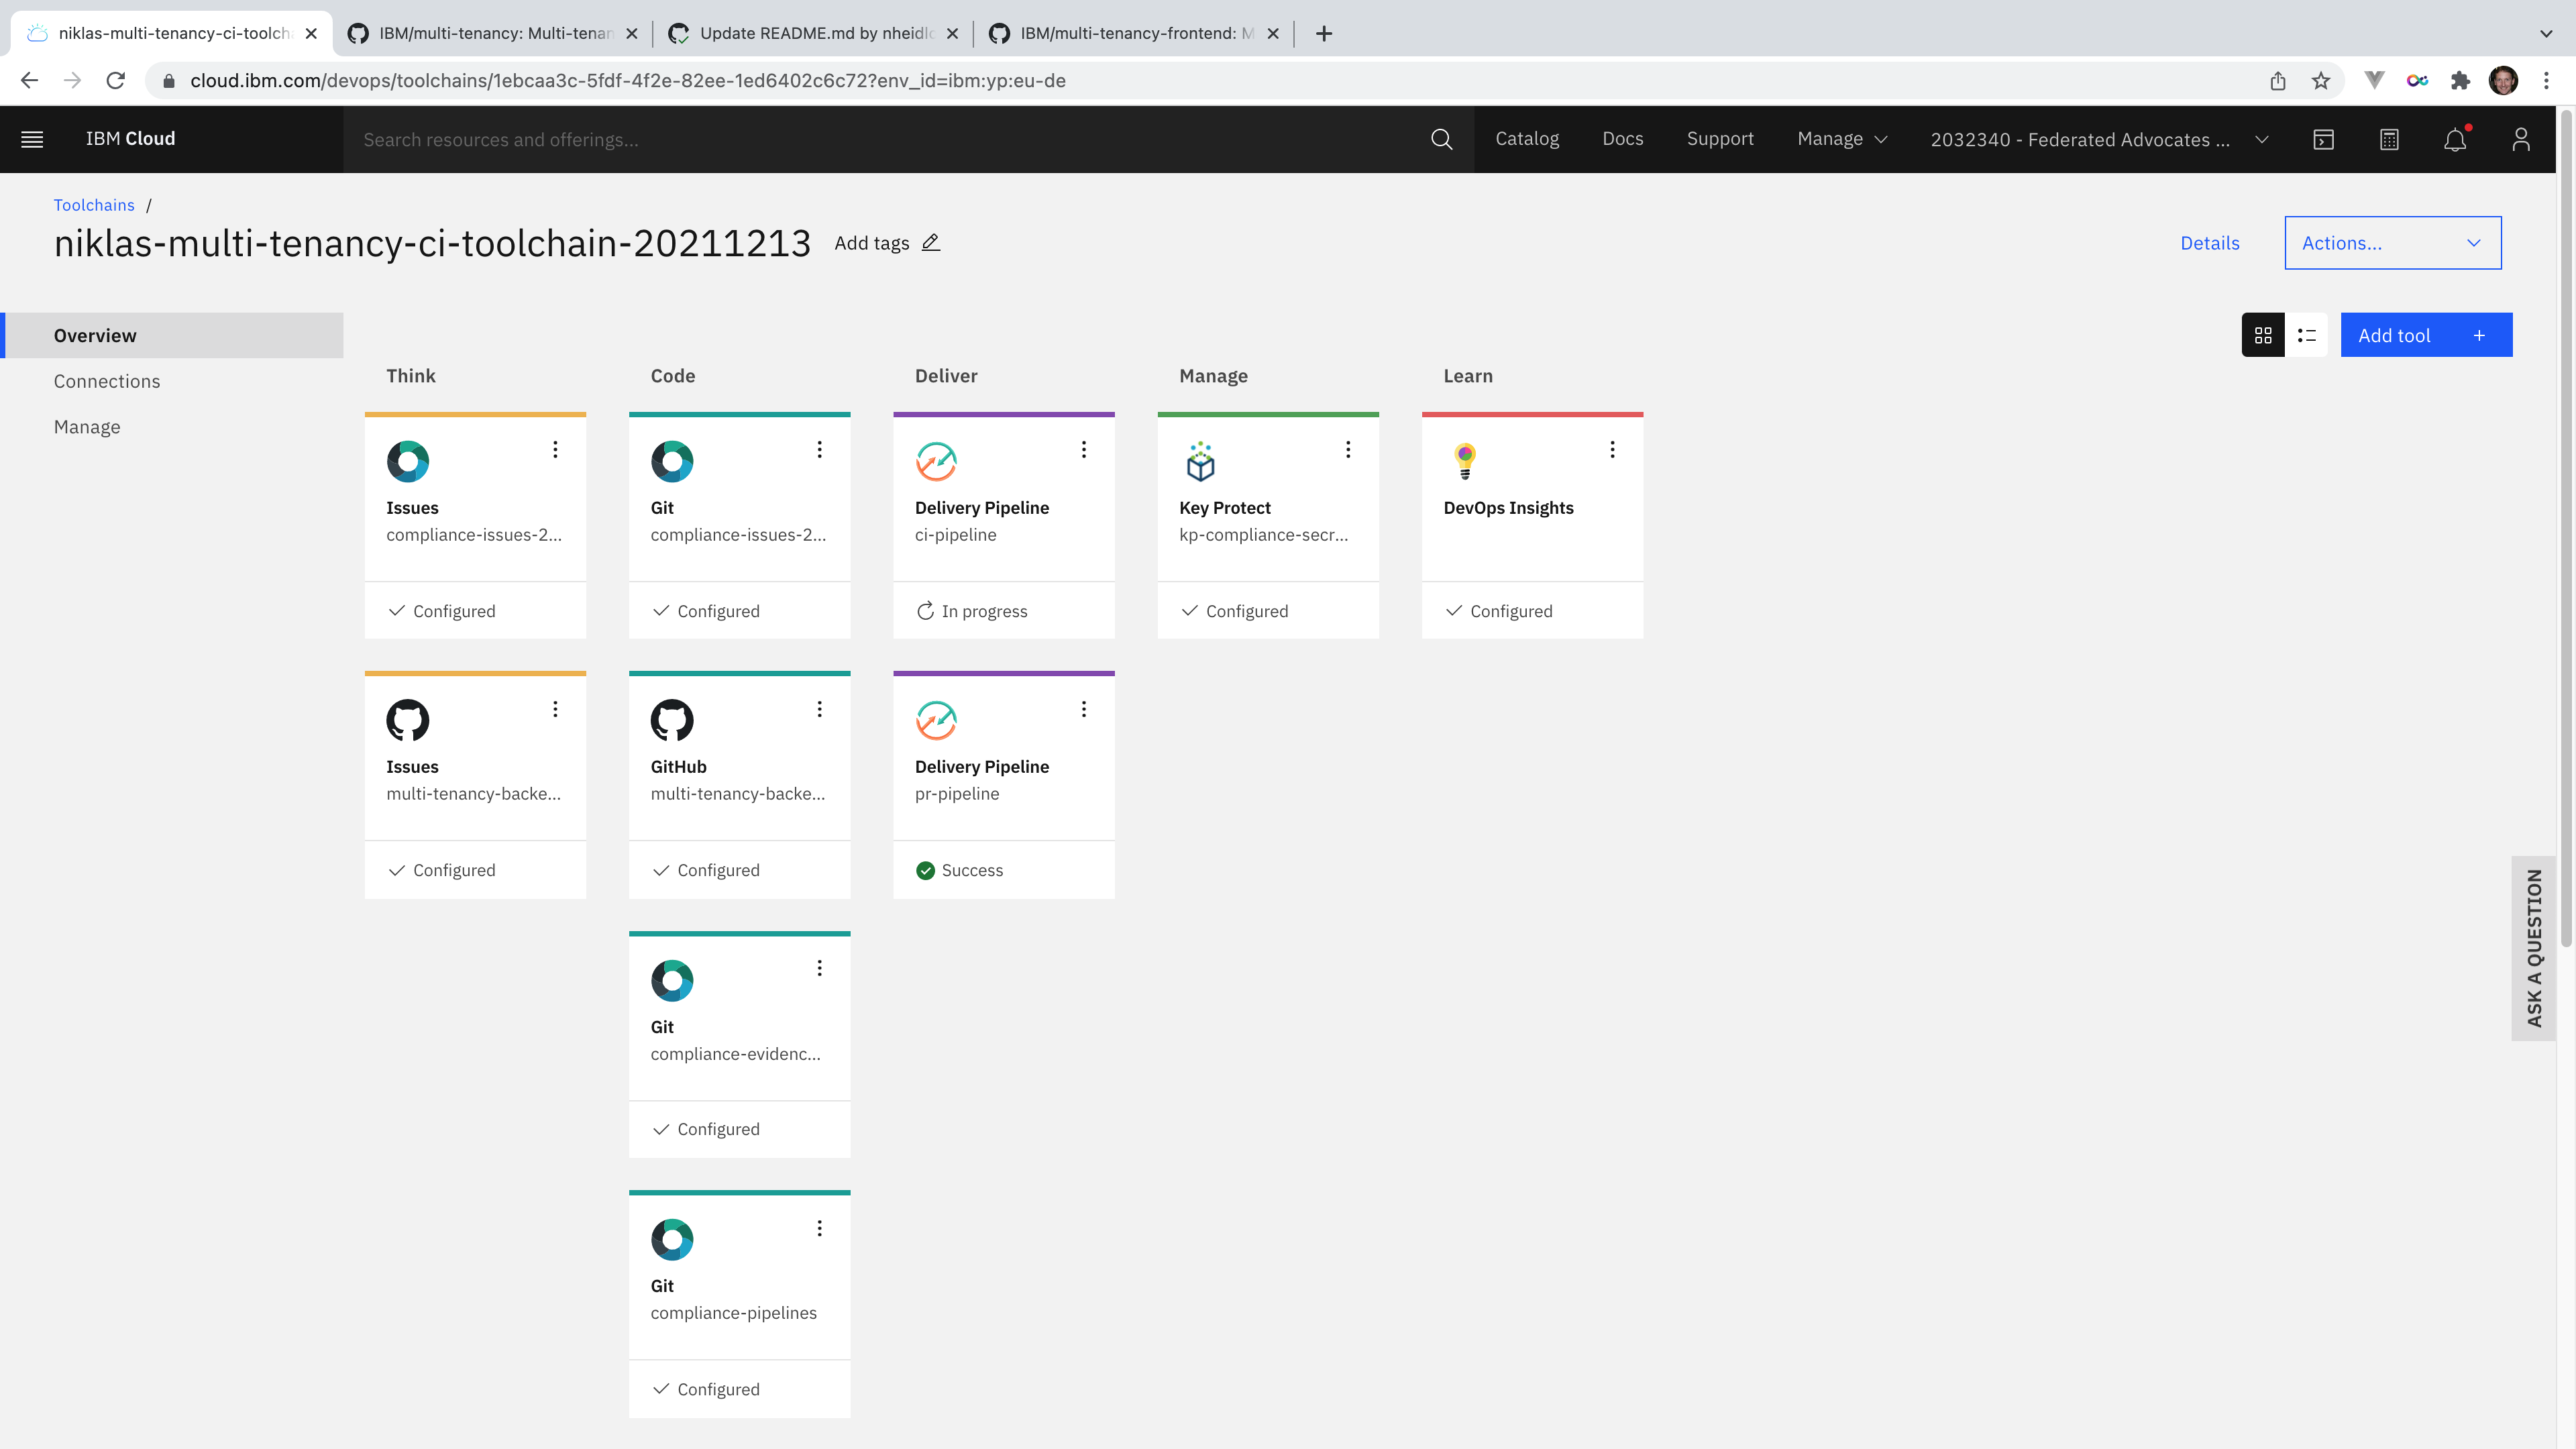 niklas-multi-tenancy-ci-toolch
IBM/multi-tenancy: Multi-tenan
Update README.md by nheidlo
IBM/multi-tenancy-frontend: M
cloud.ibm.com/devops/toolchains/1ebcaa3c-5fdf-4f2e-82ee-1ed6402c6c72?env_id=ibm:yp:eu-de
IBM Cloud
Search resources and offerings...
Catalog
Docs
Support
Manage
2032340 - Federated Advocates ...
Toolchains /
niklas-multi-tenancy-ci-toolchain-20211213
Add tags
Details
Actions...
Overview
Connections
Manage
Add tool +
Think
Code
Deliver
Manage
Learn
Issues
compliance-issues-2...
Configured
Git
compliance-issues-2...
Configured
Delivery Pipeline
ci-pipeline
In progress
Key Protect
kp-compliance-secr...
Configured
DevOps Insights
Configured
Issues
multi-tenancy-backe...
Configured
GitHub
multi-tenancy-backe...
Configured
Delivery Pipeline
pr-pipeline
Success
Git
compliance-evidenc...
Configured
Git
compliance-pipelines
Configured
ASK A QUESTION